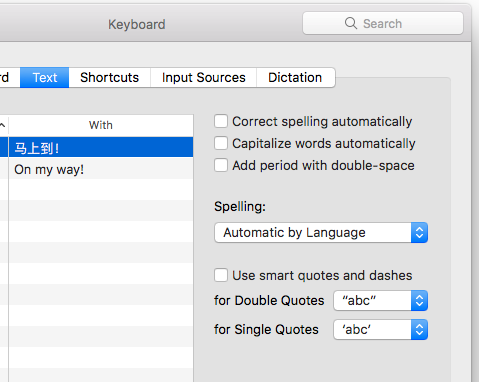 Keyboard
Search
rd
Text
Shortcuts
Input Sources
Dictation
With
马上到！
On my way!
Correct spelling automatically
Capitalize words automatically
Add period with double-space
Spelling:
Automatic by Language
Use smart quotes and dashes
for Double Quotes
“abc”
for Single Quotes
‘abc’